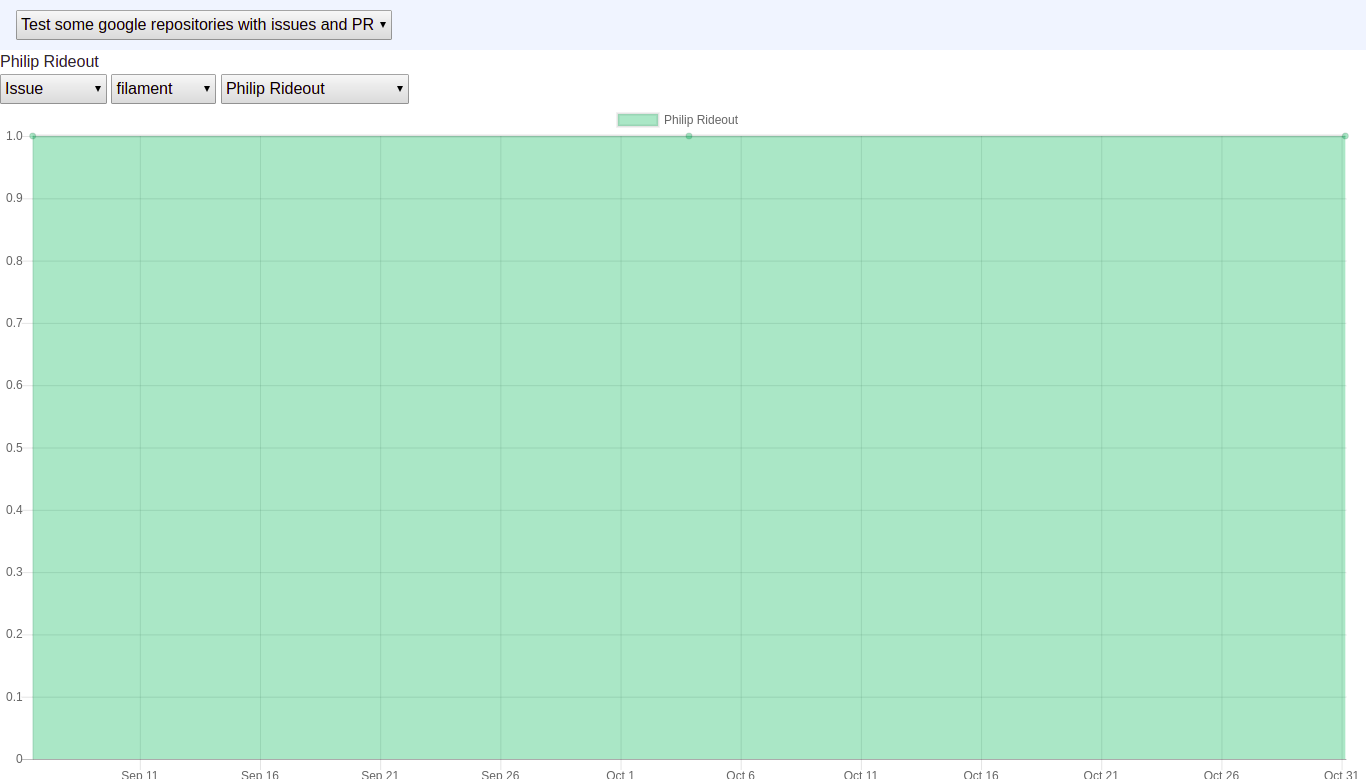 Test some google repositories with issues and PR
Philip Rideout
Issue filament Philip Rideout
Philip Rideout
1.0
0.9
0.8
0.7
0.6
0.5
0.4
0.3
0.2
0.1
0
Sep 11 Sep 16 Sep 21 Sep 26 Oct 1 Oct 6 Oct 11 Oct 16 Oct 21 Oct 26 Oct 31